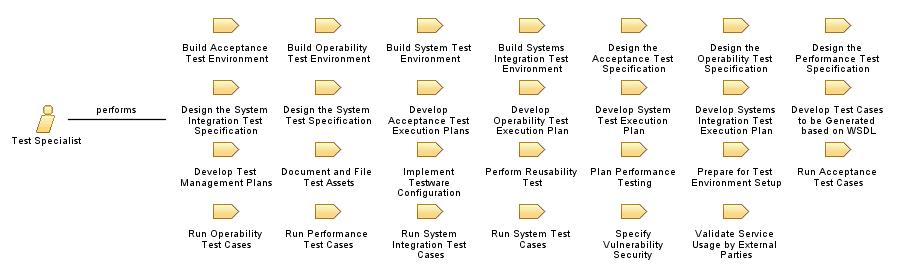 Build Acceptance
Test Environment
Build Operability
Test Environment
Build System Test
Environment
Build Systems
Integration Test
Environment
Design the
Acceptance Test
Specification
Design the
Operability Test
Specification
Design the
Performance Test
Specification
performs
Test Specialist
Design the System
Integration Test
Specification
Design the System
Test Specification
Develop
Acceptance Test
Execution Plans
Develop
Operability Test
Execution Plan
Develop System
Test Execution
Plan
Develop Systems
Integration Test
Execution Plan
Develop Test Cases
to be Generated
based on WSDL
Develop Test
Management Plans
Document and File
Test Assets
Implement
Testware
Configuration
Perform Reusability
Test
Plan Performance
Testing
Prepare for Test
Environment Setup
Run Acceptance
Test Cases
Run Operability
Test Cases
Run Performance
Test Cases
Run System
Integration Test
Cases
Run System Test
Cases
Specify
Vulnerability
Security
Validate Service
Usage by External
Parties